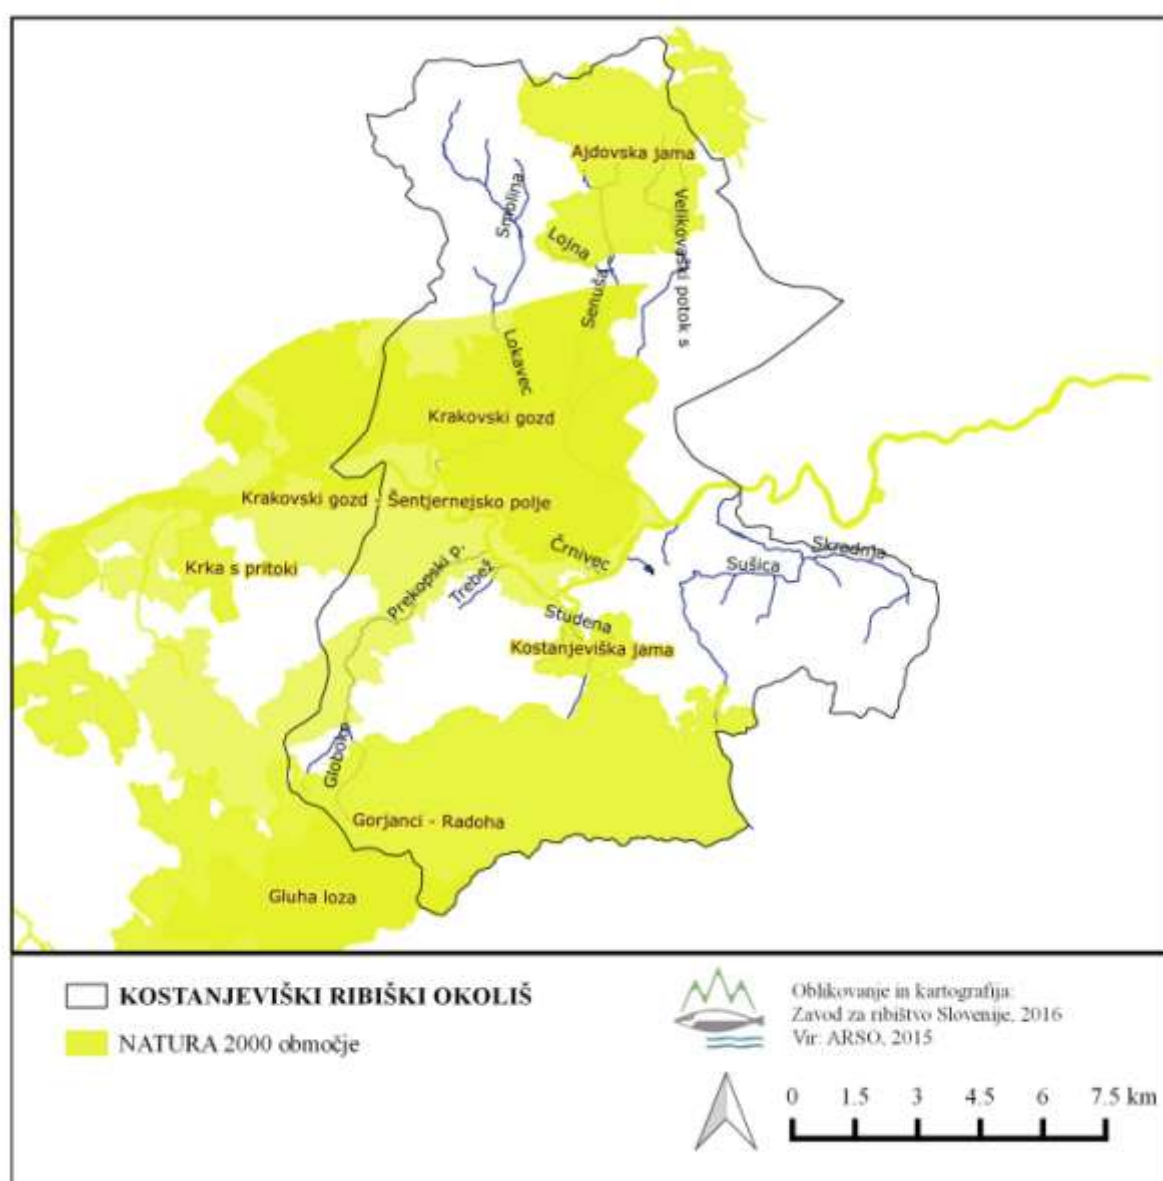 Ajdovska jama
Smolina
Velikovaški potok s
Lojna
Senuša
Lokavec
Krakovski gozd
Krakovski gozd - Šentjernejsko polje
Črnivec
Skrodnja
Sušica
Krka s pritoki
Prekopski p.
Trebež
Studena
Kostanjeviška jama
Globoka
Gorjanci - Radoha
Gluha loza
KOSTANJEVIŠKI RIBIŠKI OKOLIŠ
NATURA 2000 območje
Oblikovanje in kartografija:
Zavod za ribištvo Slovenije, 2016
Vir: ARSO, 2015
0 1.5 3 4.5 6 7.5 km